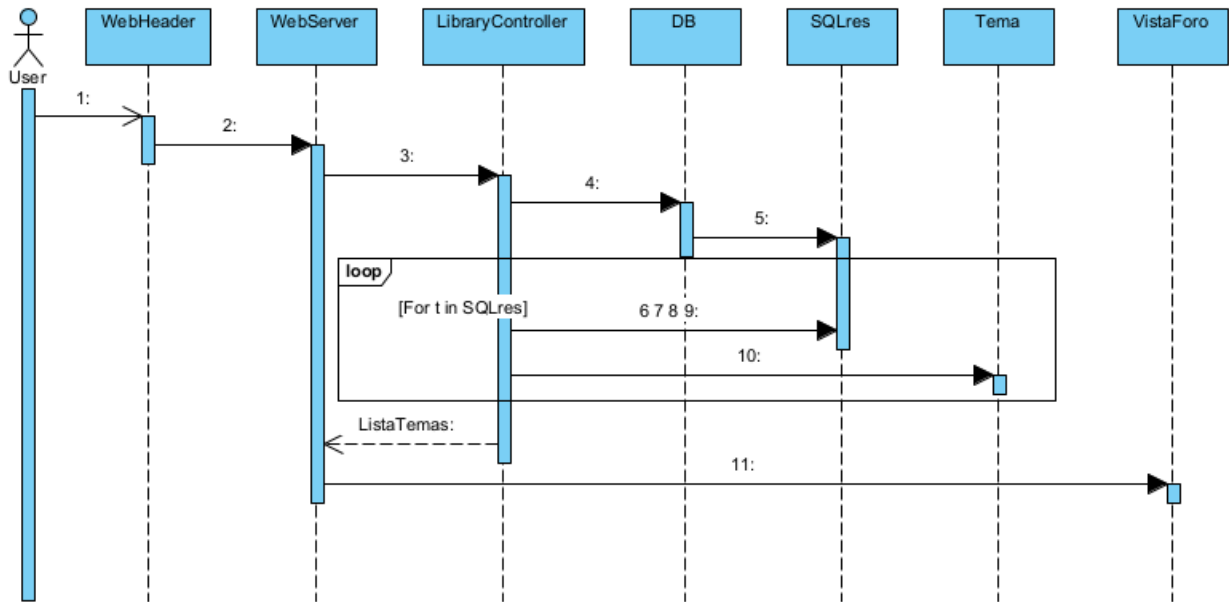 User
WebHeader
WebServer
LibraryController
DB
SQLres
Tema
VistaForo
1:
2:
3:
4:
5:
loop
[For t in SQLres]
6 7 8 9:
10:
ListaTemas:
11: